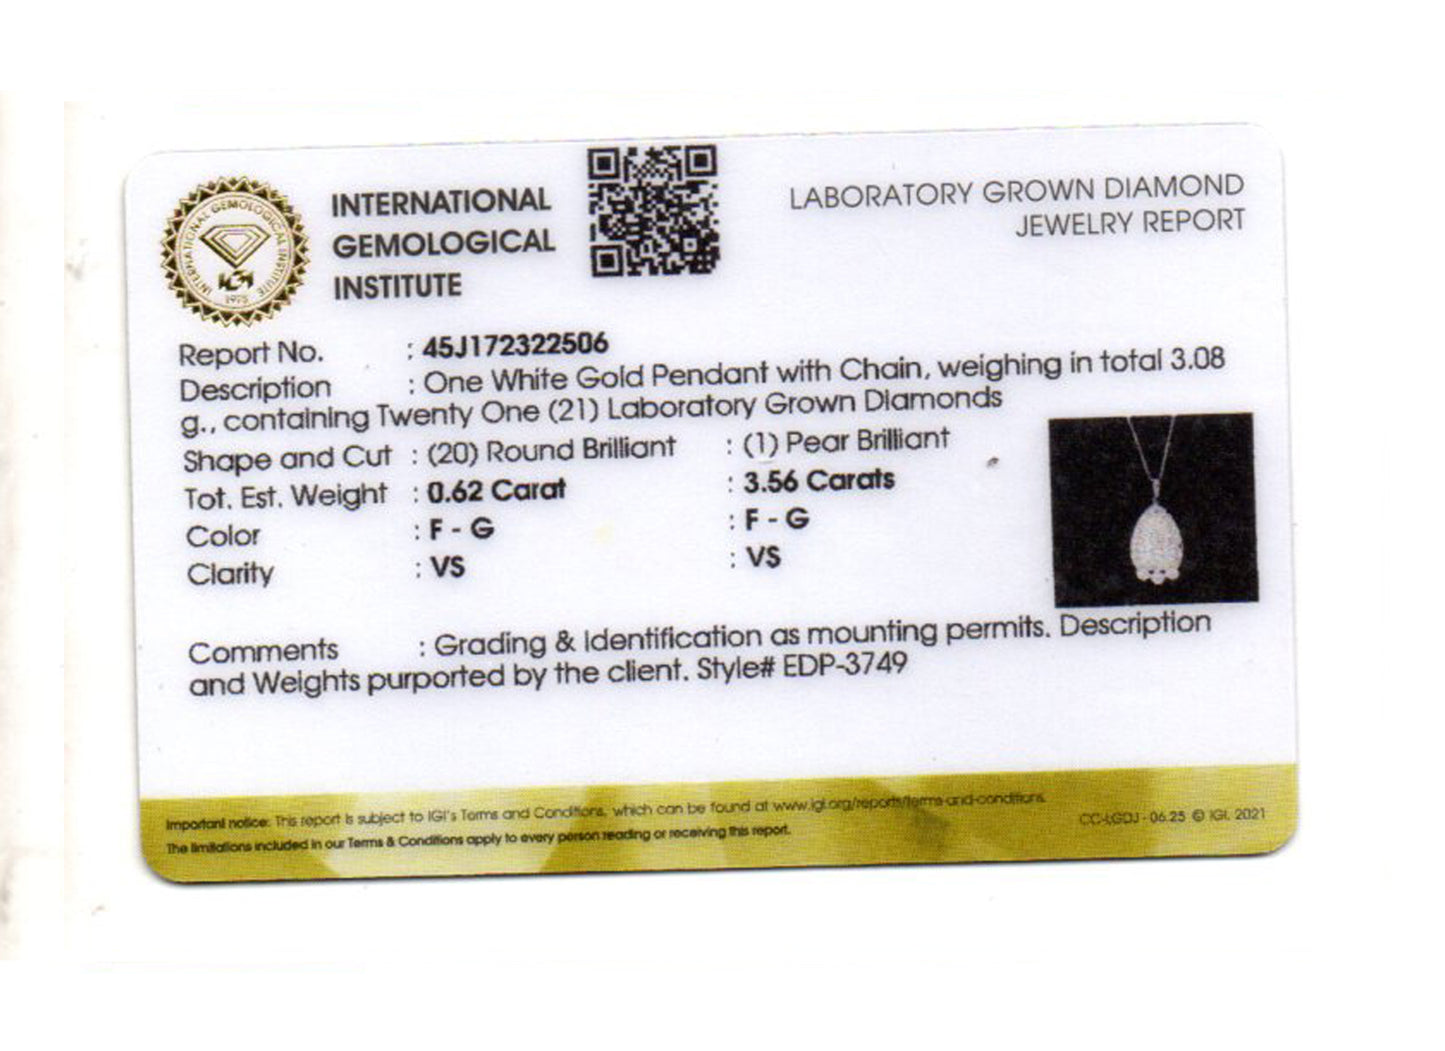 INTERNATIONAL GEMOLOGICAL INSTITUTE
IGI
1975
INTERNATIONAL
GEMOLOGICAL
INSTITUTE
LABORATORY GROWN DIAMOND
JEWELRY REPORT
Report No. : 45J172322506
Description : One White Gold Pendant with Chain, weighing in total 3.08
g., containing Twenty One (21) Laboratory Grown Diamonds
Shape and Cut : (20) Round Brilliant : (1) Pear Brilliant
Tot. Est. Weight : 0.62 Carat : 3.56 Carats
Color : F - G : F - G
Clarity : VS : VS
Comments : Grading & Identification as mounting permits. Description
and Weights purported by the client. Style# EDP-3749
Important notice: This report is subject to IGI's Terms and Conditions, which can be found at www.igi.org/reports/terms-and-conditions.
The limitations included in our Terms & Conditions apply to every person reading or receiving this report.
CC-LGDJ - 06.25 © IGI, 2021